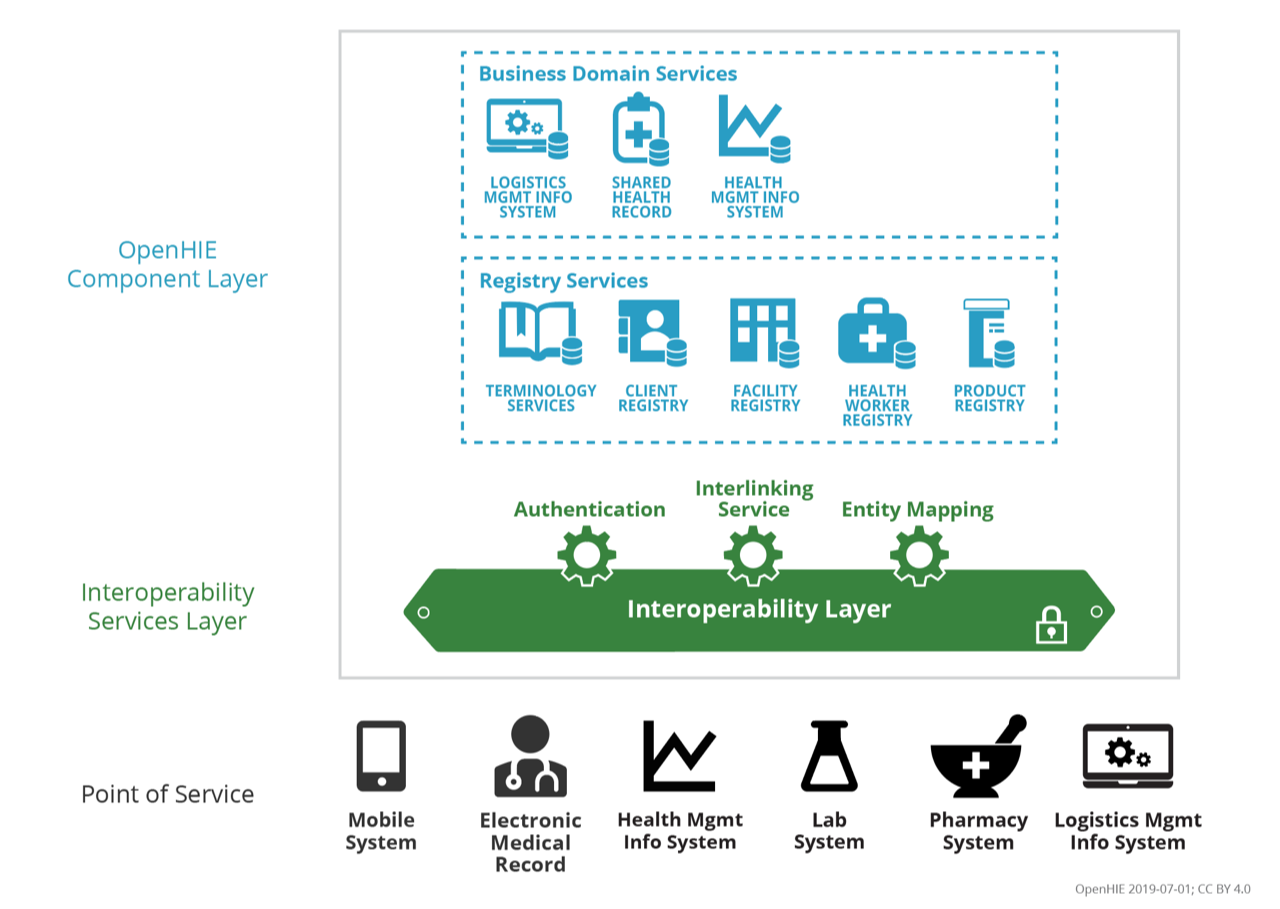 Business Domain Services
LOGISTICS
MGMT INFO
SYSTEM
SHARED
HEALTH
RECORD
HEALTH
MGMT INFO
SYSTEM
OpenHIE
Component Layer
Registry Services
TERMINOLOGY
SERVICES
CLIENT
REGISTRY
FACILITY
REGISTRY
HEALTH
WORKER
REGISTRY
PRODUCT
REGISTRY
Authentication
Interlinking
Service
Entity Mapping
Interoperability
Services Layer
Interoperability Layer
Point of Service
Mobile
System
Electronic
Medical
Record
Health Mgmt
Info System
Lab
System
Pharmacy
System
Logistics Mgmt
Info System
OpenHIE 2019-07-01; CC BY 4.0